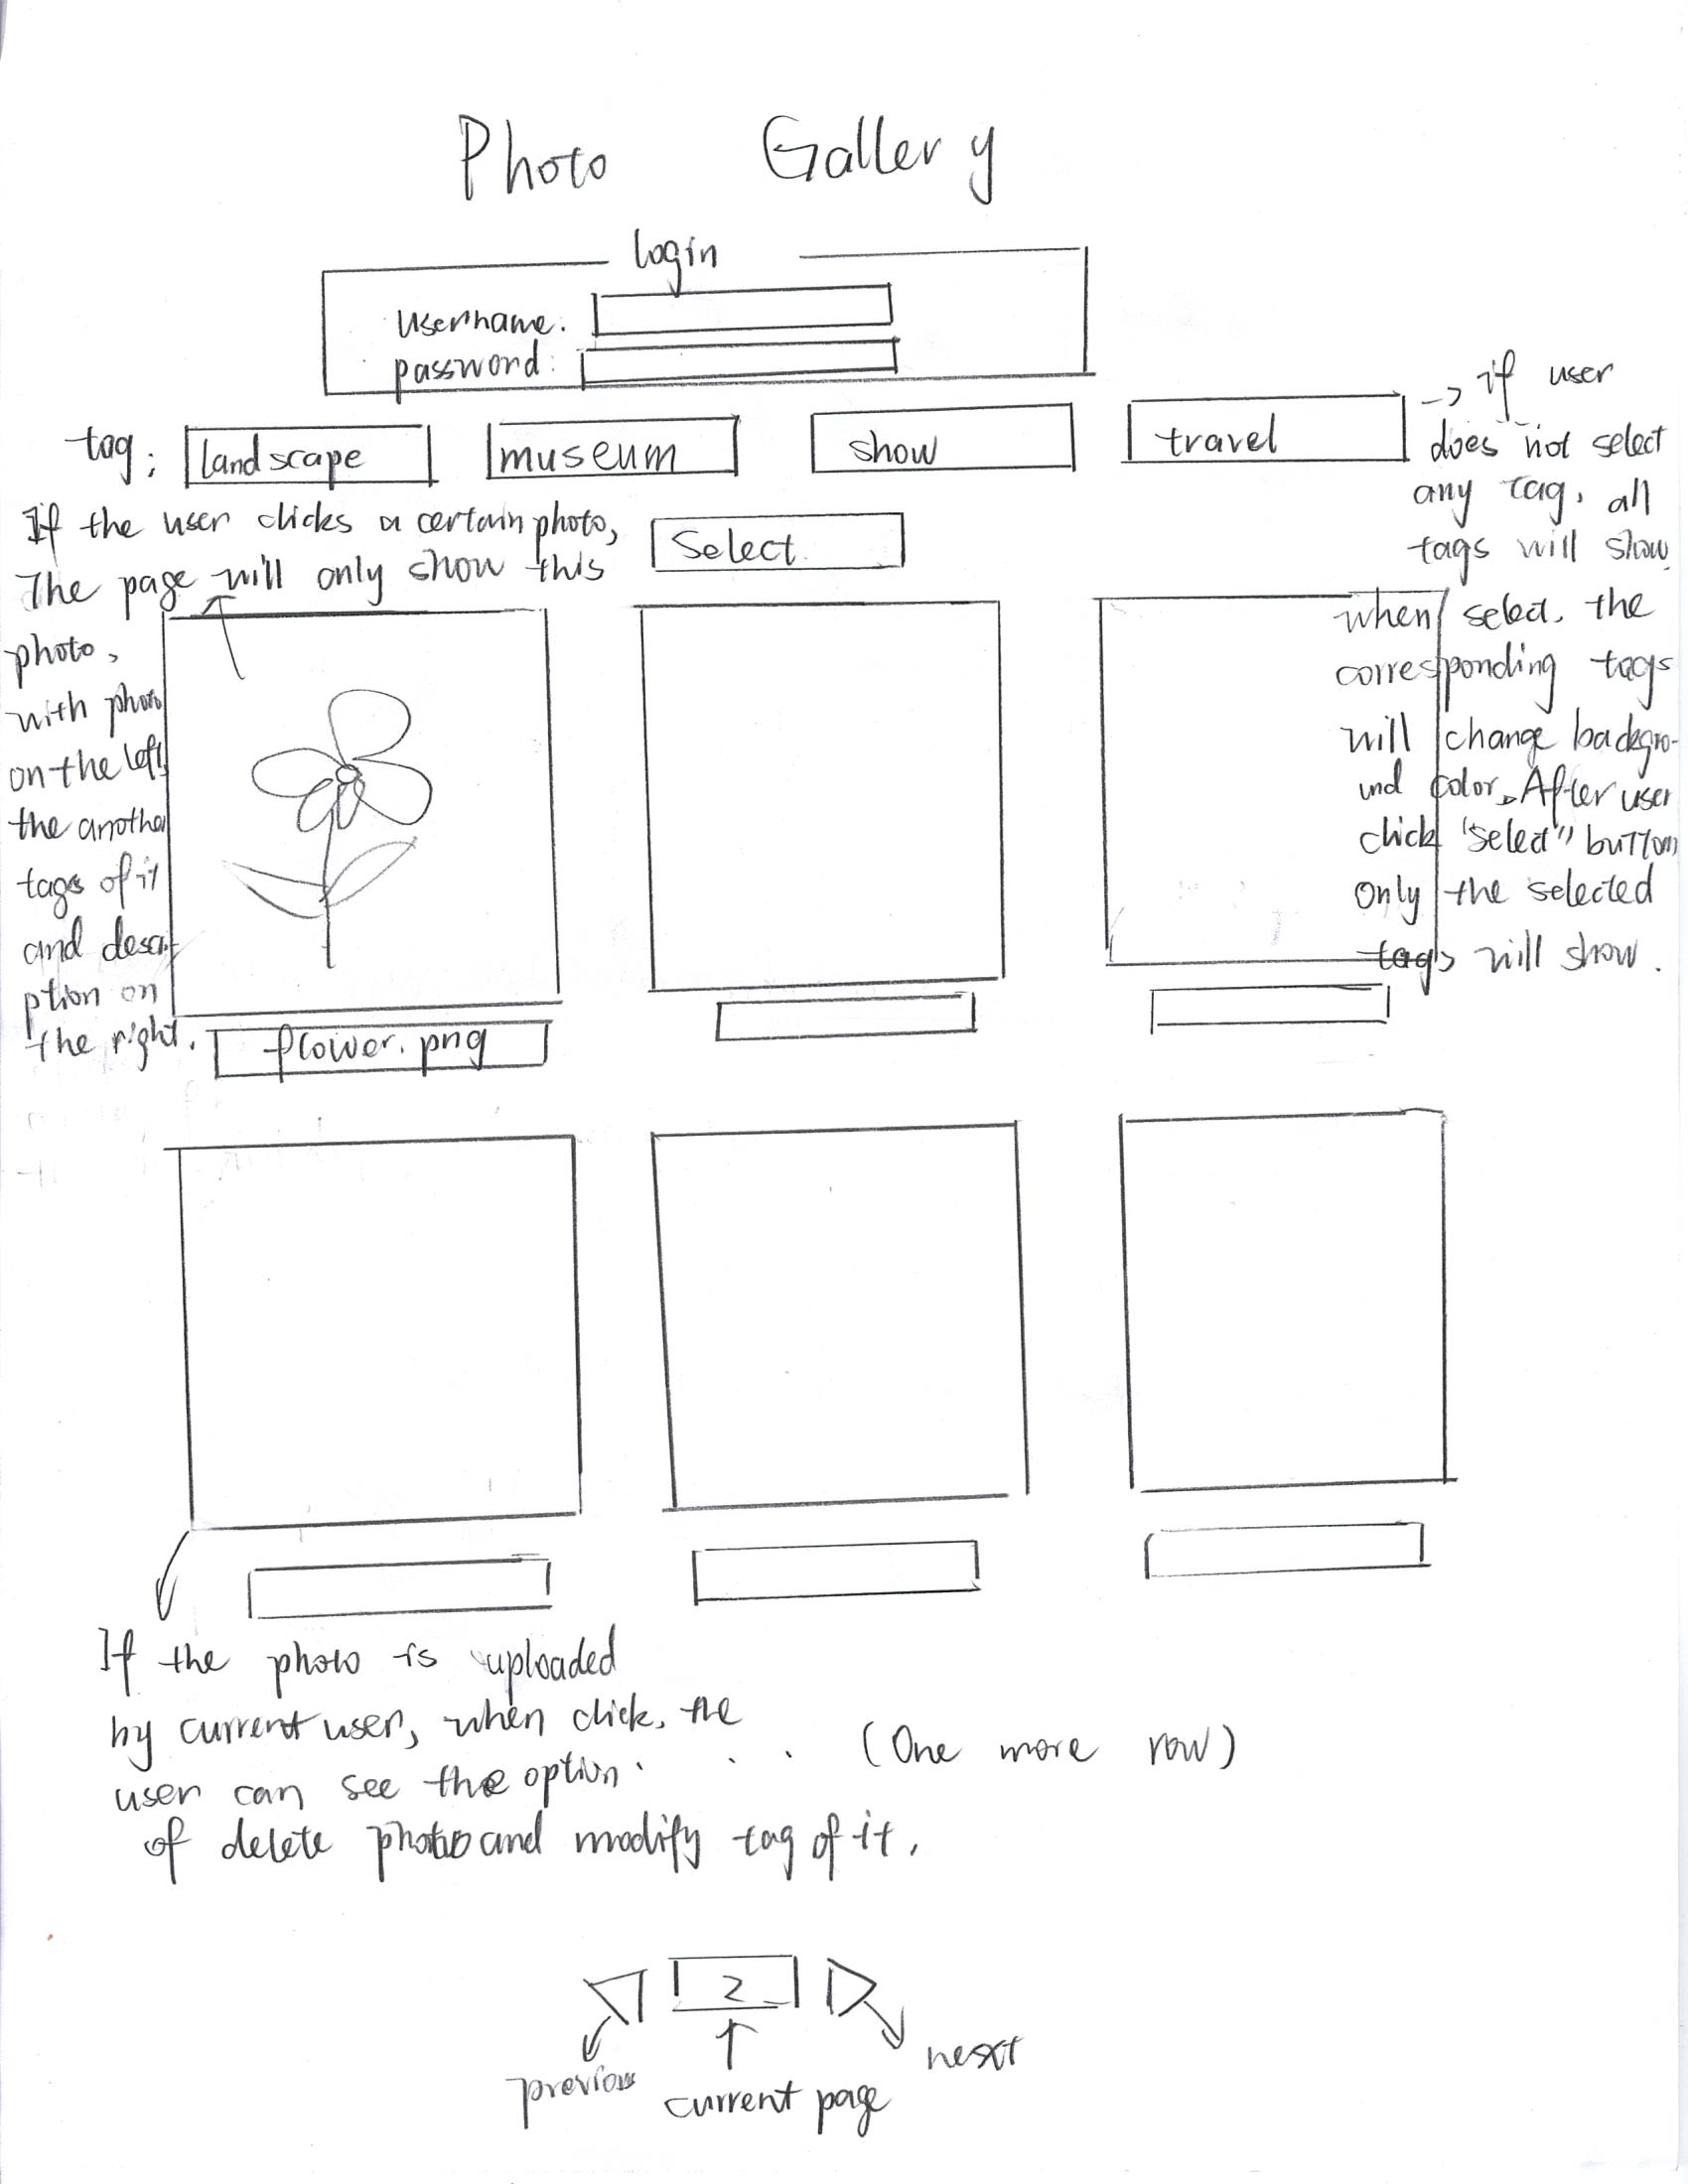 Photo Gallery
login
username.
password:
tag: landscape museum show travel
-> if user
does not select
any tag, all
tags will show.
when select, the
corresponding tags
will change backgro-
und color. After user
click "select" button
only the selected
tags will show.
If the user clicks a certain photo,
The page will only show this
photo,
with photo
on the left,
the another
tags of it
and descri-
ption on
the right.
Select.
flower.png
If the photo is uploaded
by current user, when click, the
user can see the option
of delete photo and modify tag of it.
. . . (One more row)
2
previous
current page
next